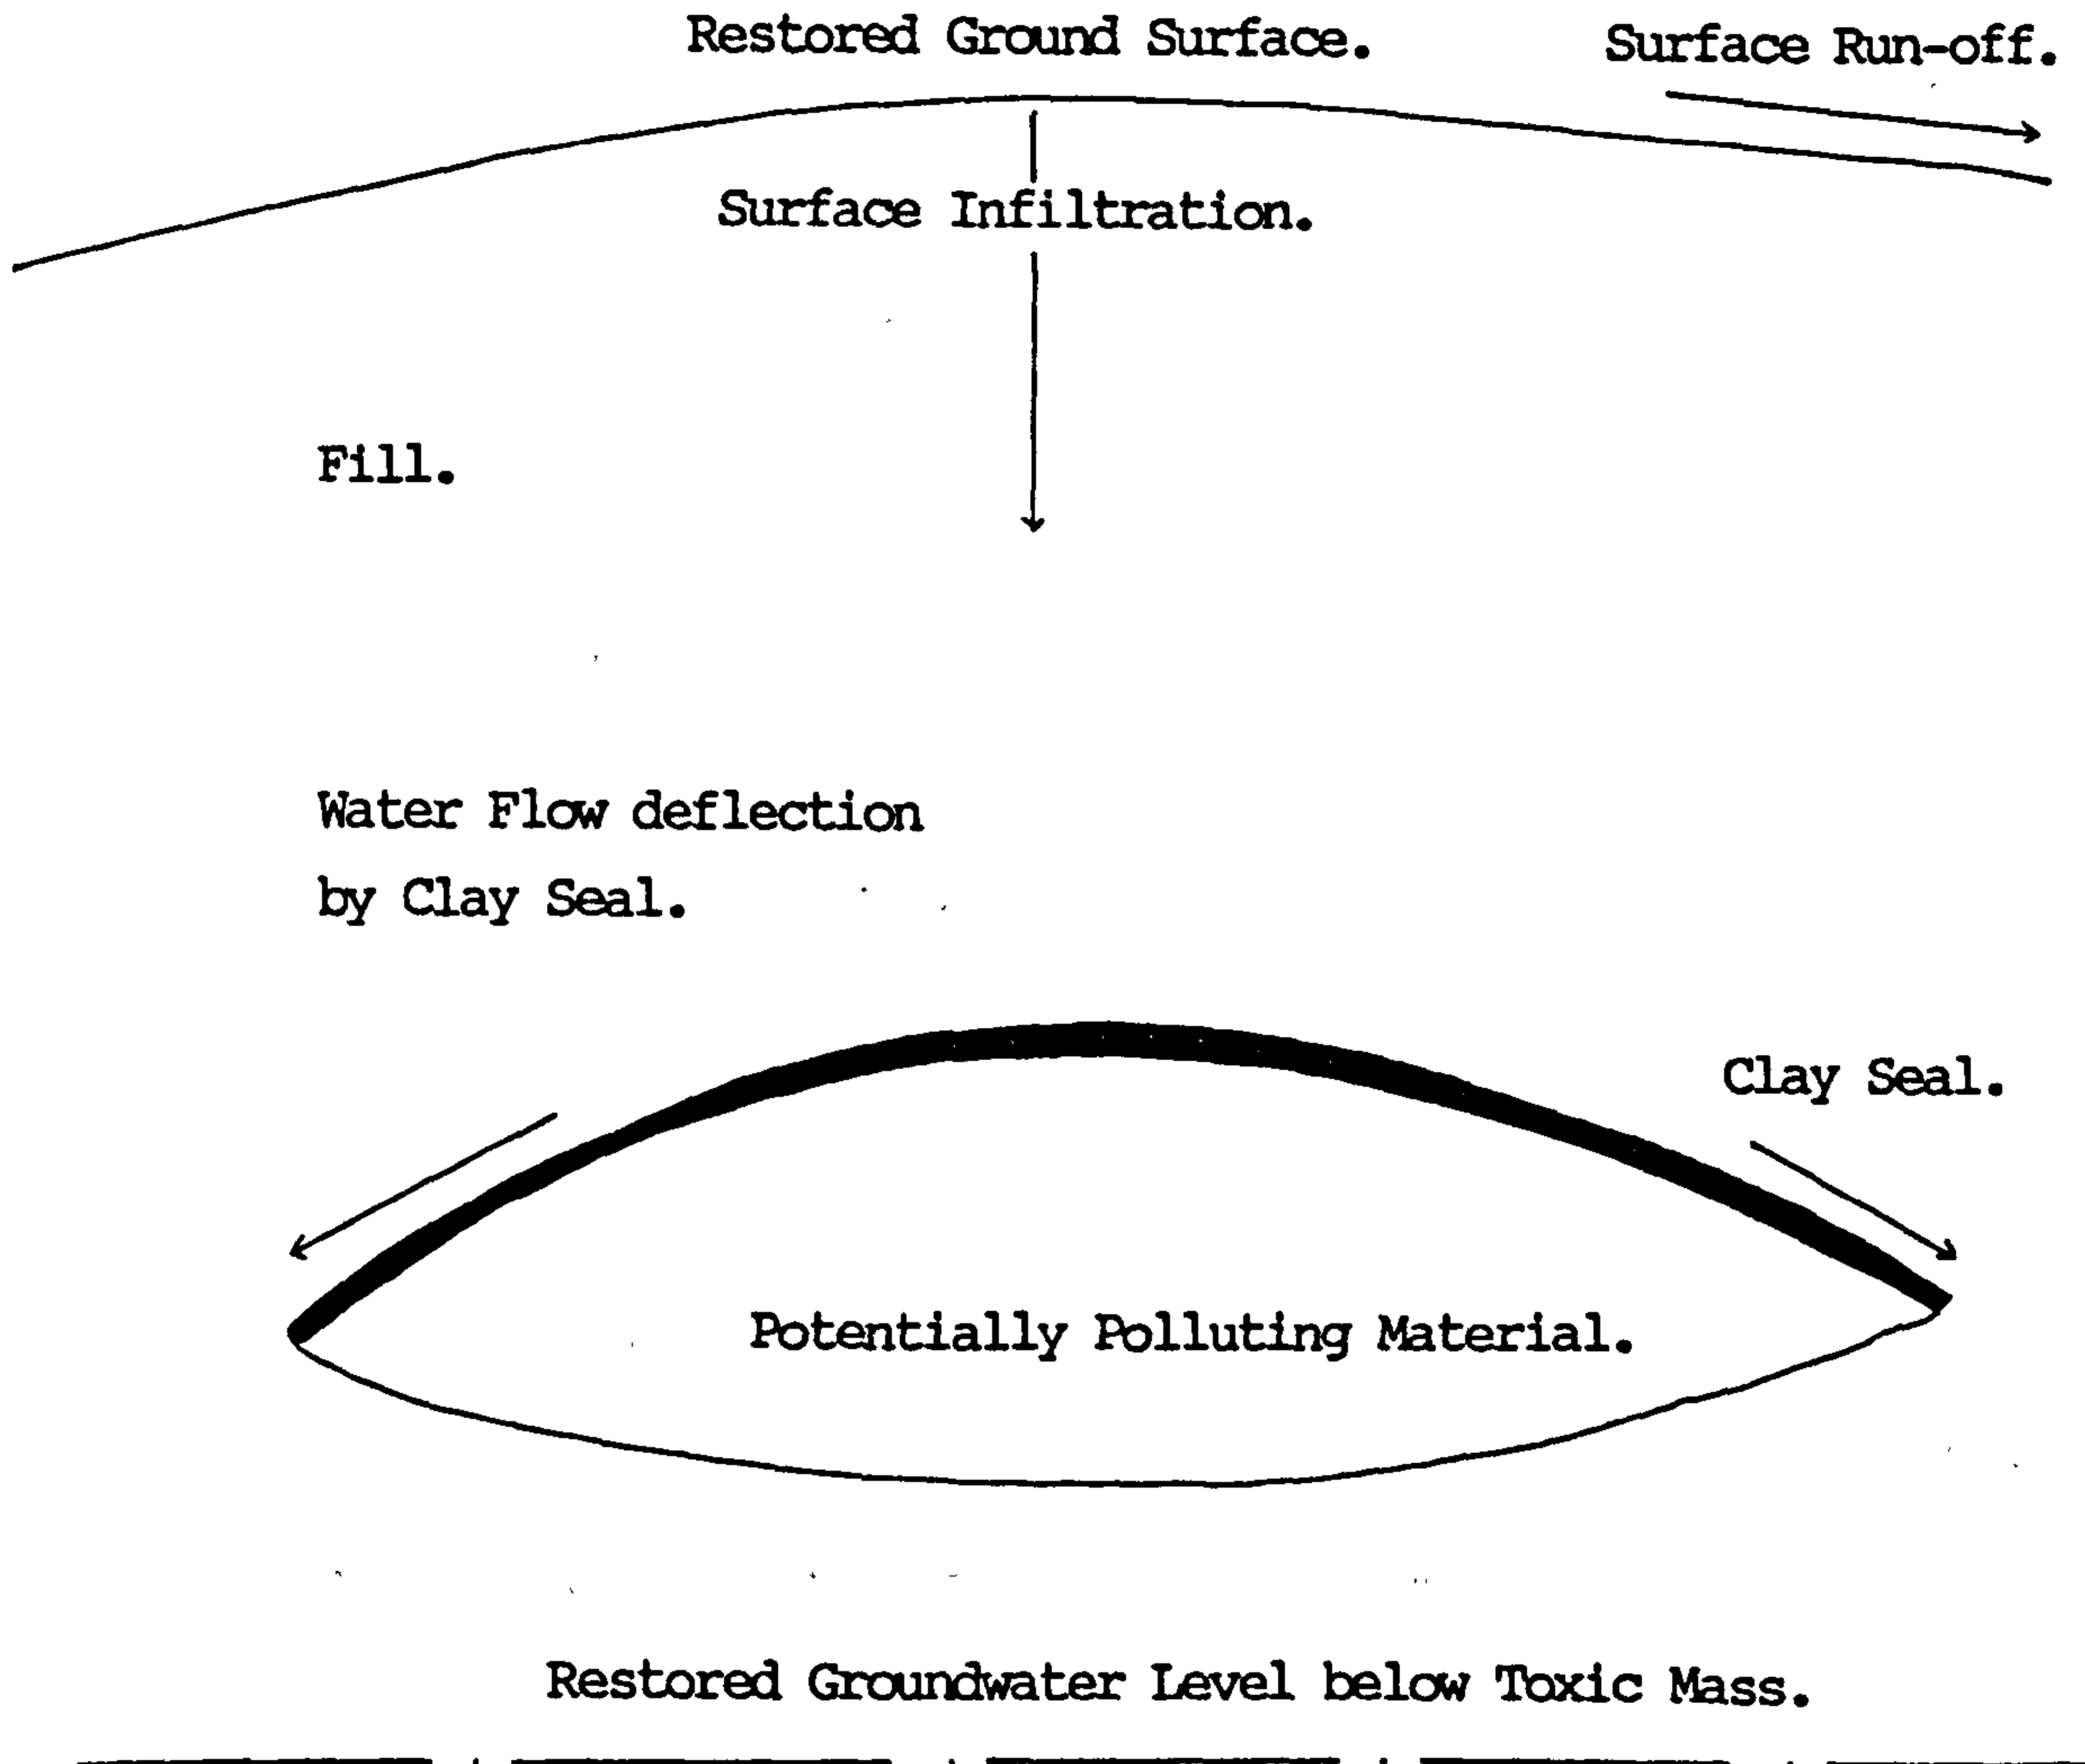 Restored Ground Surface.
Surface Run-off.
Surface Infiltration.
Fill.
Water Flow deflection
by Clay Seal.
Clay Seal.
Potentially Polluting Material.
Restored Groundwater Level below Toxic Mass.